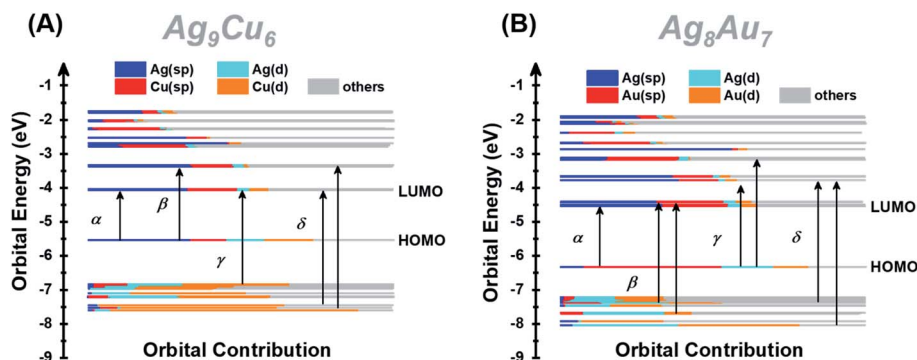 (A)
Ag9Cu6
Ag(sp)
Ag(d)
Cu(sp)
Cu(d)
others
Orbital Energy (eV)
-1
-2
-3
-4
-5
-6
-7
-8
-9
α
β
γ
δ
LUMO
HOMO
Orbital Contribution
(B)
Ag8Au7
Ag(sp)
Ag(d)
Au(sp)
Au(d)
others
Orbital Energy (eV)
-1
-2
-3
-4
-5
-6
-7
-8
-9
α
β
γ
δ
LUMO
HOMO
Orbital Contribution